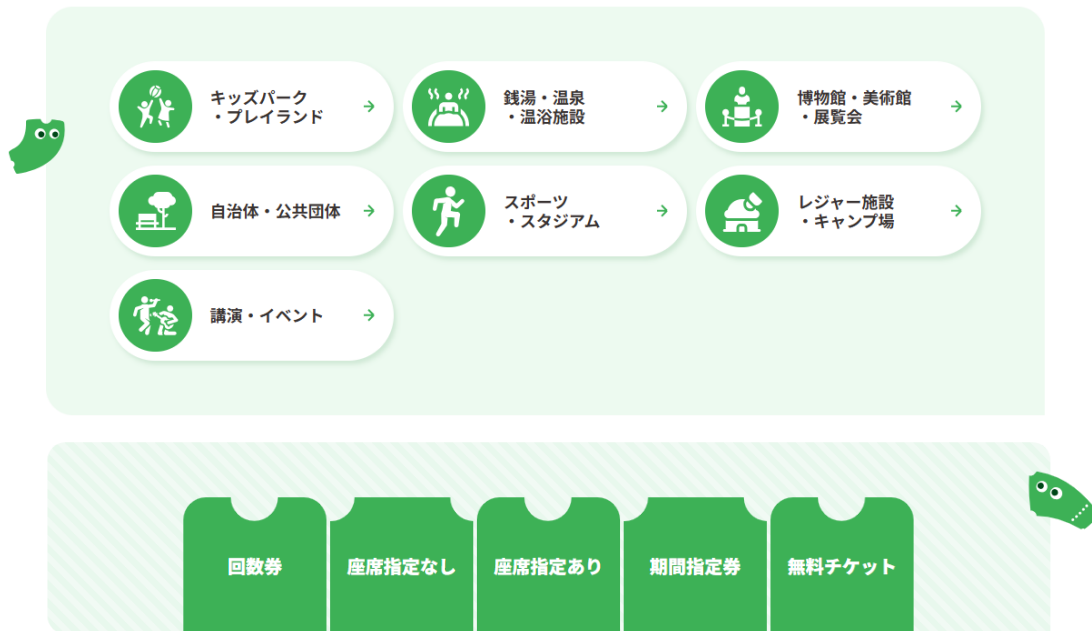 キッズパーク
・プレイランド
銭湯・温泉
・温浴施設
博物館・美術館
・展覧会
自治体・公共団体
スポーツ
・スタジアム
レジャー施設
・キャンプ場
講演・イベント
回数券
座席指定なし
座席指定あり
期間指定券
無料チケット